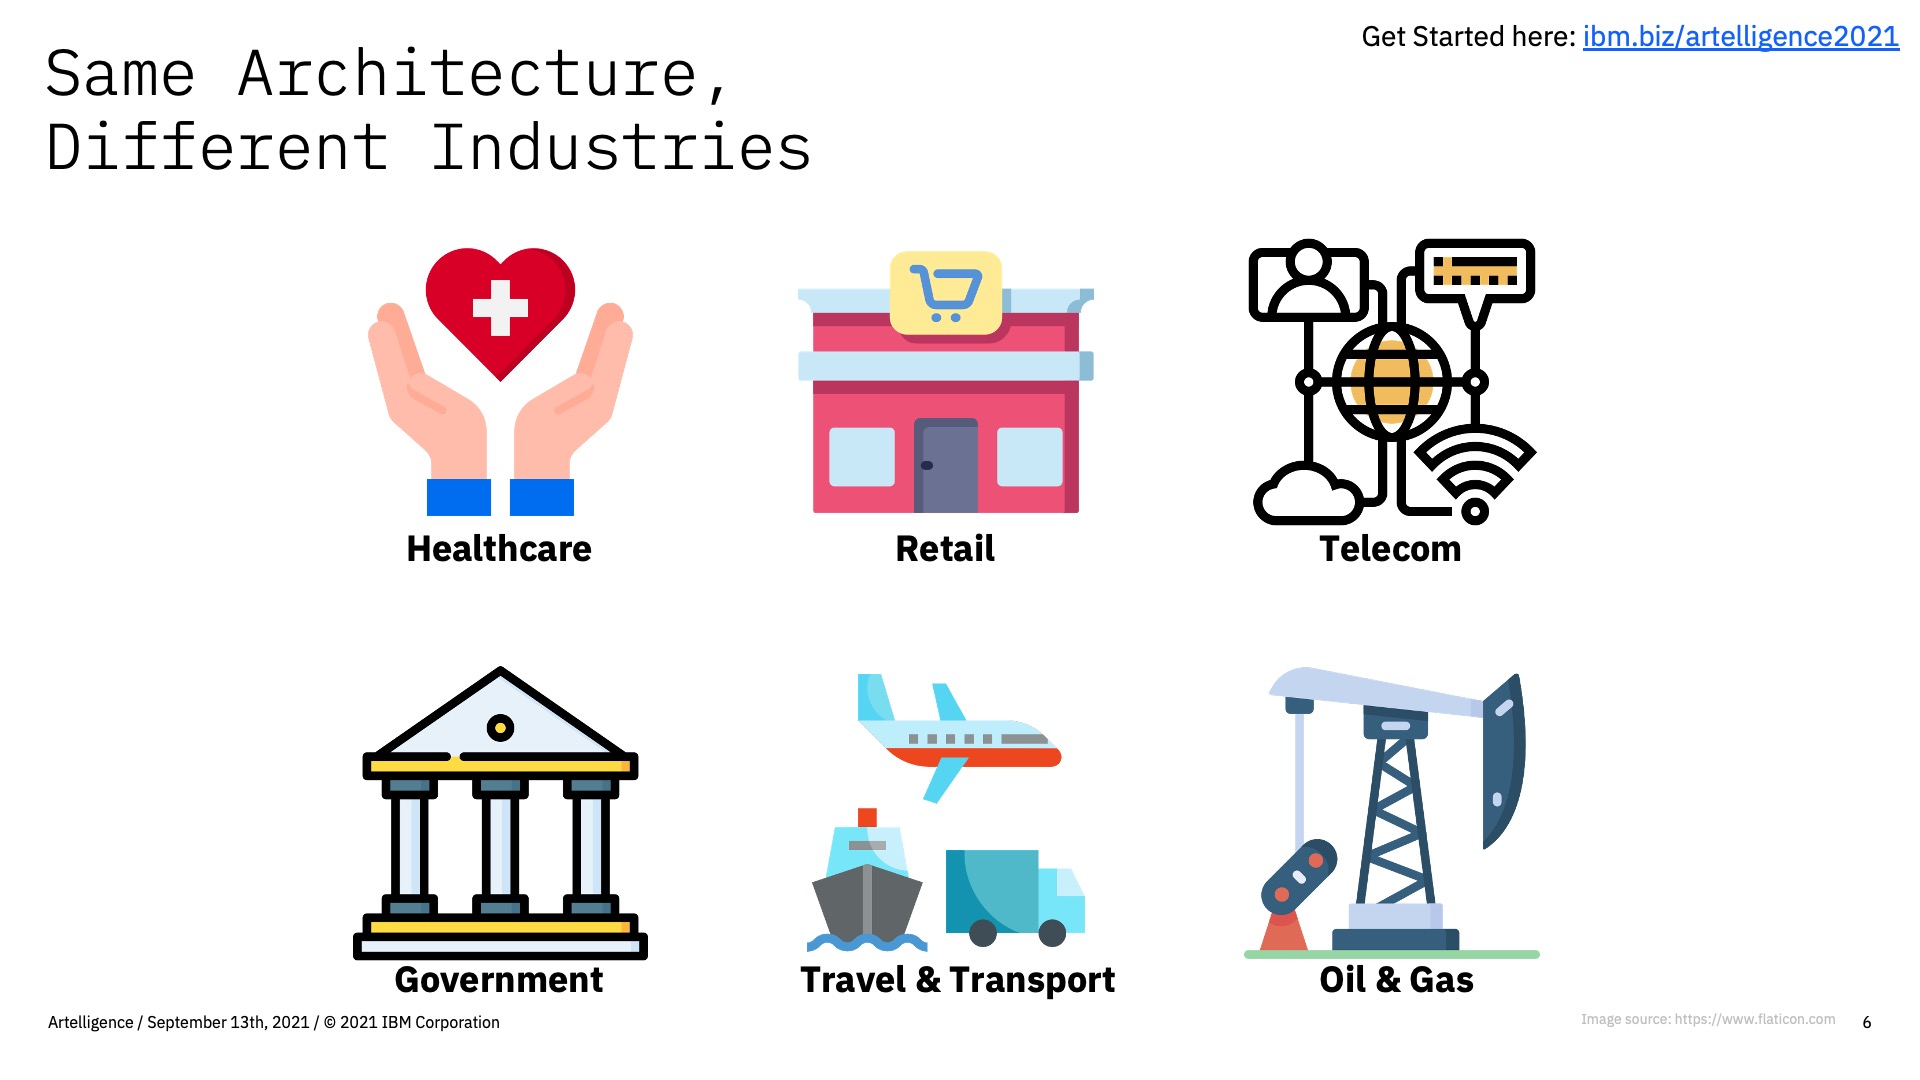 Get Started here: ibm.biz/artelligence2021
Same Architecture,
Different Industries
Healthcare
Retail
Telecom
Government
Travel & Transport
Oil & Gas
Artelligence / September 13th, 2021 / © 2021 IBM Corporation
Image source: https://www.flaticon.com
6